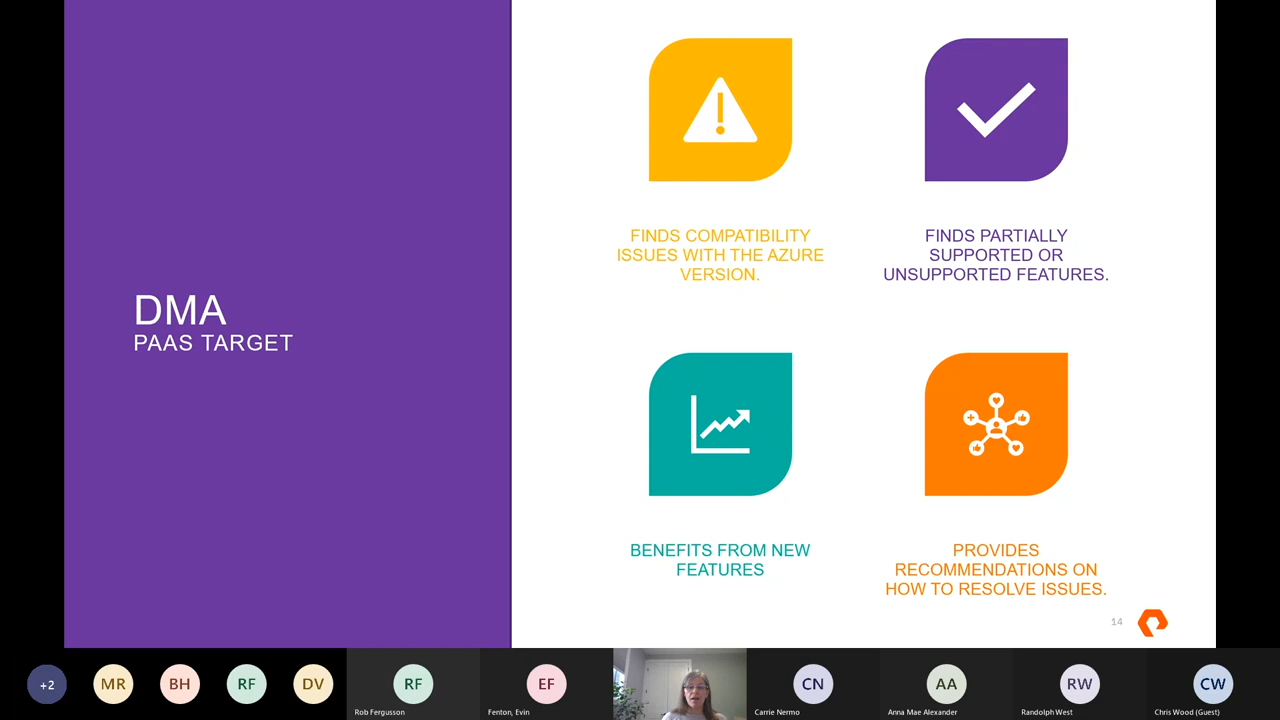 DMA
PAAS TARGET
FINDS COMPATIBILITY
ISSUES WITH THE AZURE
VERSION.
FINDS PARTIALLY
SUPPORTED OR
UNSUPPORTED FEATURES.
BENEFITS FROM NEW
FEATURES
PROVIDES
RECOMMENDATIONS ON
HOW TO RESOLVE ISSUES.
14
+2
MR
BH
RF
DV
RF
Rob Fergusson
EF
Fenton, Evin
CN
Carrie Nermo
AA
Anna Mae Alexander
RW
Randolph West
CW
Chris Wood (Guest)